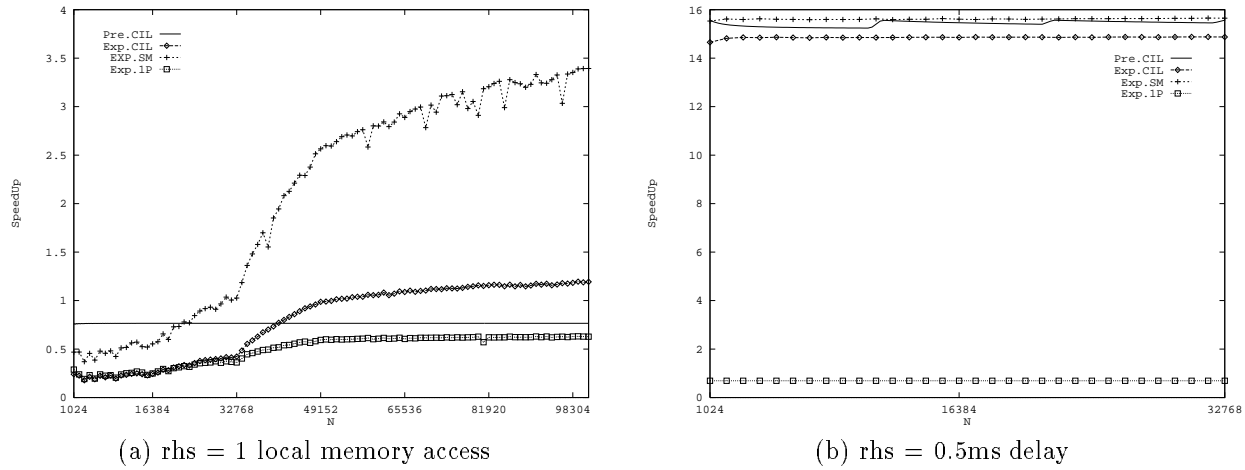 4
3.5
3
2.5
2
1.5
1
0.5
0
SpeedUp
Pre.CIL
Exp.CIL
EXP.SM
Exp.1P
1024 16384 32768 49152 65536 81920 98304
N
(a) rhs = 1 local memory access
16
14
12
10
8
6
4
2
0
SpeedUp
Pre.CIL
Exp.CIL
Exp.SM
Exp.1P
1024 16384 32768
N
(b) rhs = 0.5ms delay